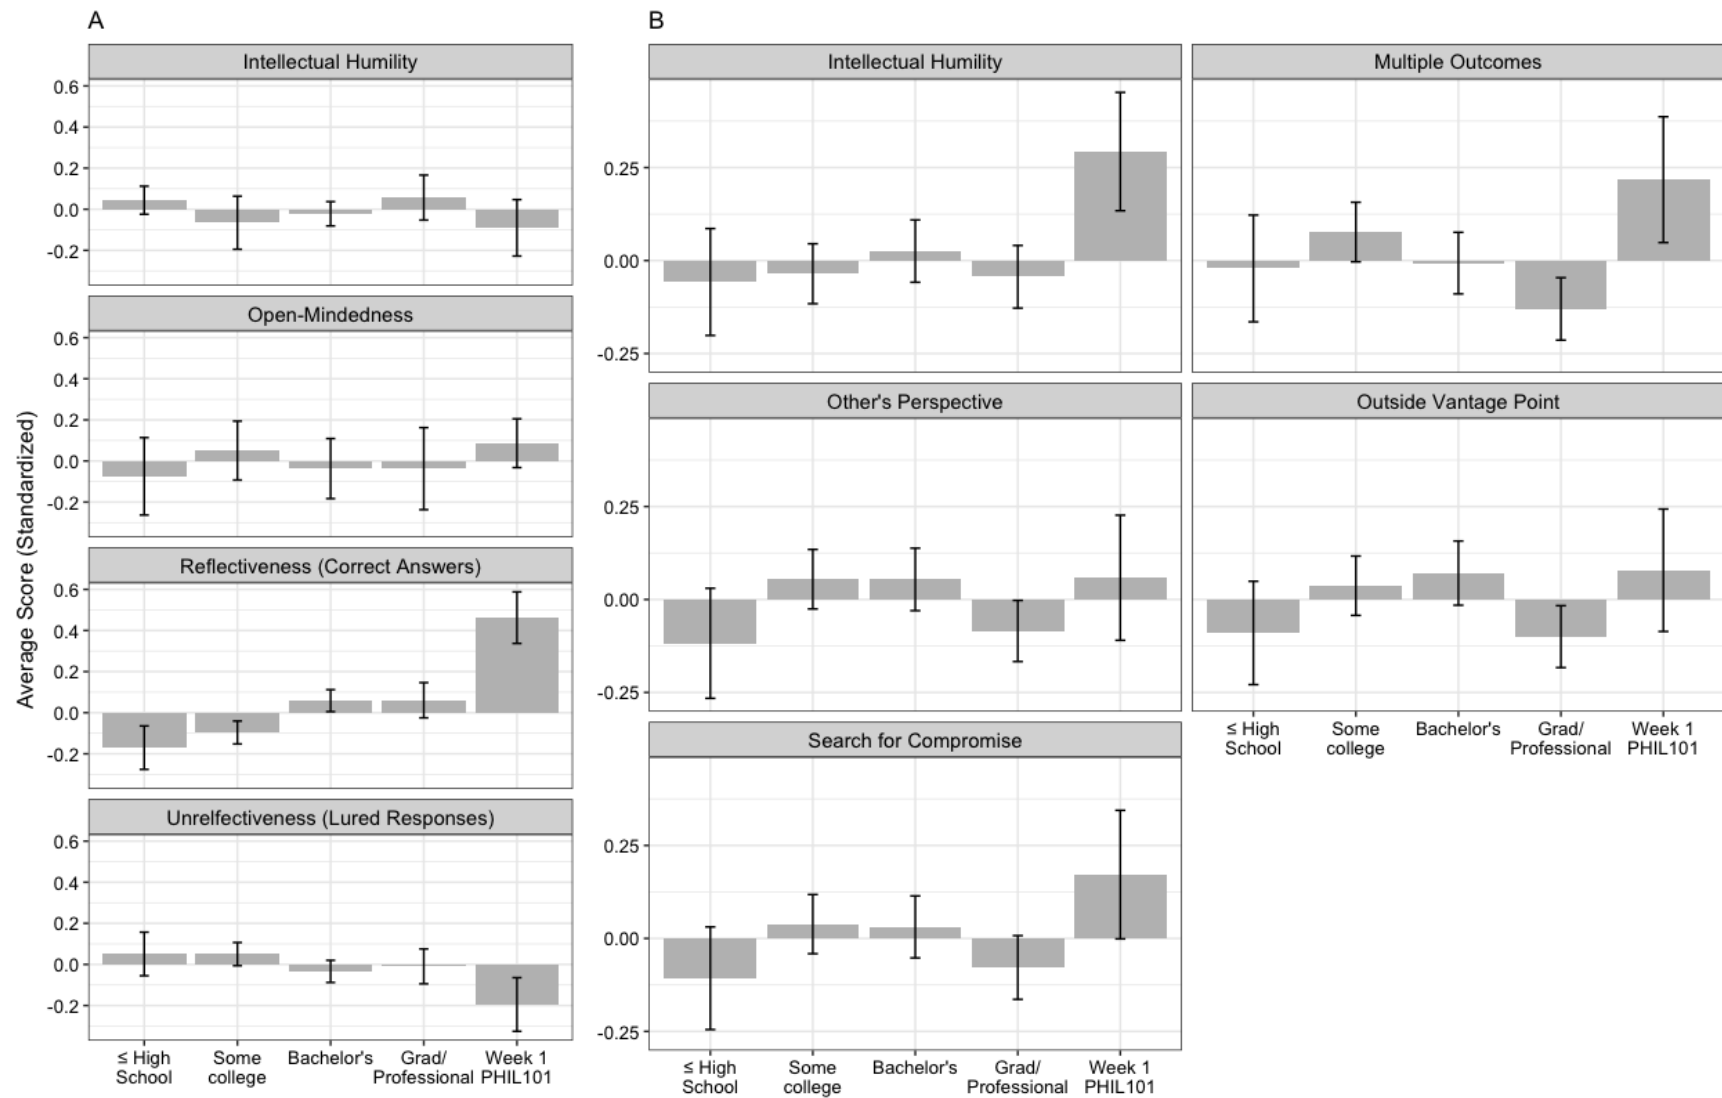 A
B
Average Score (Standardized)
Intellectual Humility
0.6
0.4
0.2
0.0
-0.2
Open-Mindedness
0.6
0.4
0.2
0.0
-0.2
Reflectiveness (Correct Answers)
0.6
0.4
0.2
0.0
-0.2
Unrelfectiveness (Lured Responses)
0.6
0.4
0.2
0.0
-0.2
≤ High
School
Some
college
Bachelor's
Grad/
Professional
Week 1
PHIL101
Intellectual Humility
0.25
0.00
-0.25
Multiple Outcomes
Other's Perspective
0.25
0.00
-0.25
Outside Vantage Point
≤ High
School
Some
college
Bachelor's
Grad/
Professional
Week 1
PHIL101
Search for Compromise
0.25
0.00
-0.25
≤ High
School
Some
college
Bachelor's
Grad/
Professional
Week 1
PHIL101